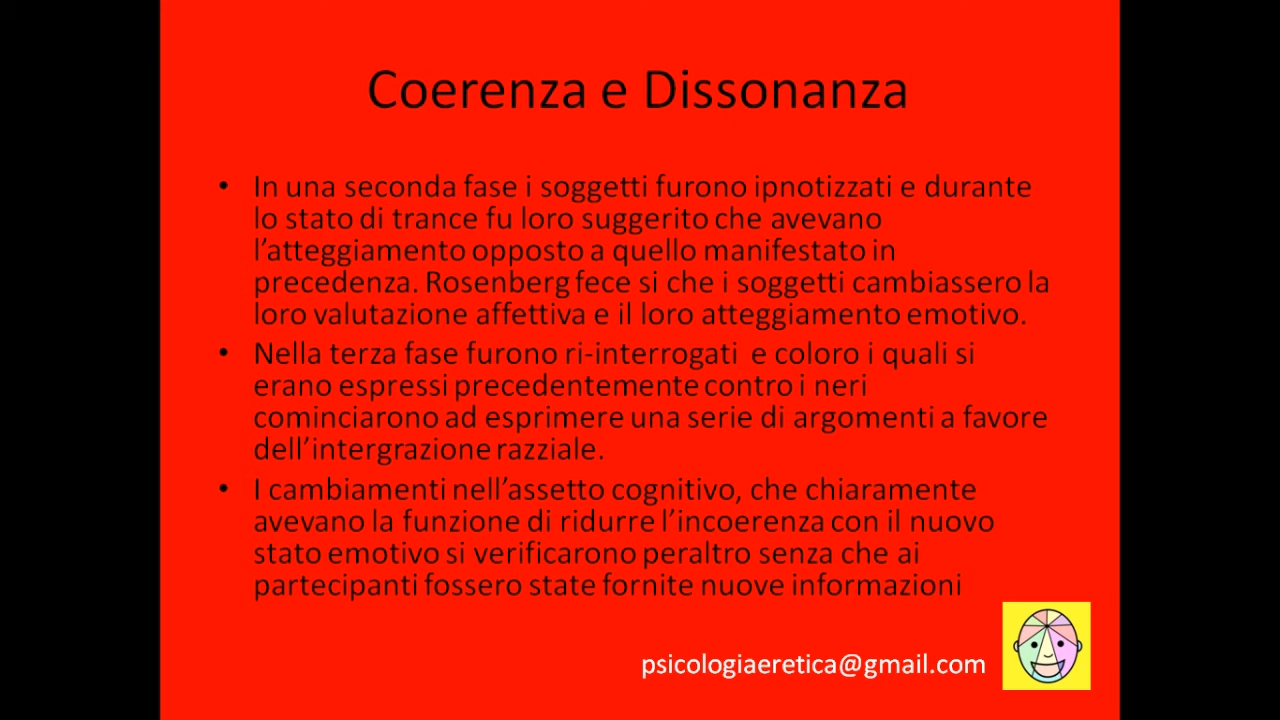 Coerenza e Dissonanza
• In una seconda fase i soggetti furono ipnotizzati e durante
lo stato di trance fu loro suggerito che avevano
l’atteggiamento opposto a quello manifestato in
precedenza. Rosenberg fece si che i soggetti cambiassero la
loro valutazione affettiva e il loro atteggiamento emotivo.
• Nella terza fase furono ri-interrogati e coloro i quali si
erano espressi precedentemente contro i neri
cominciarono ad esprimere una serie di argomenti a favore
dell’intergrazione razziale.
• I cambiamenti nell’assetto cognitivo, che chiaramente
avevano la funzione di ridurre l’incoerenza con il nuovo
stato emotivo si verificarono peraltro senza che ai
partecipanti fossero state fornite nuove informazioni
psicologiaeretica@gmail.com